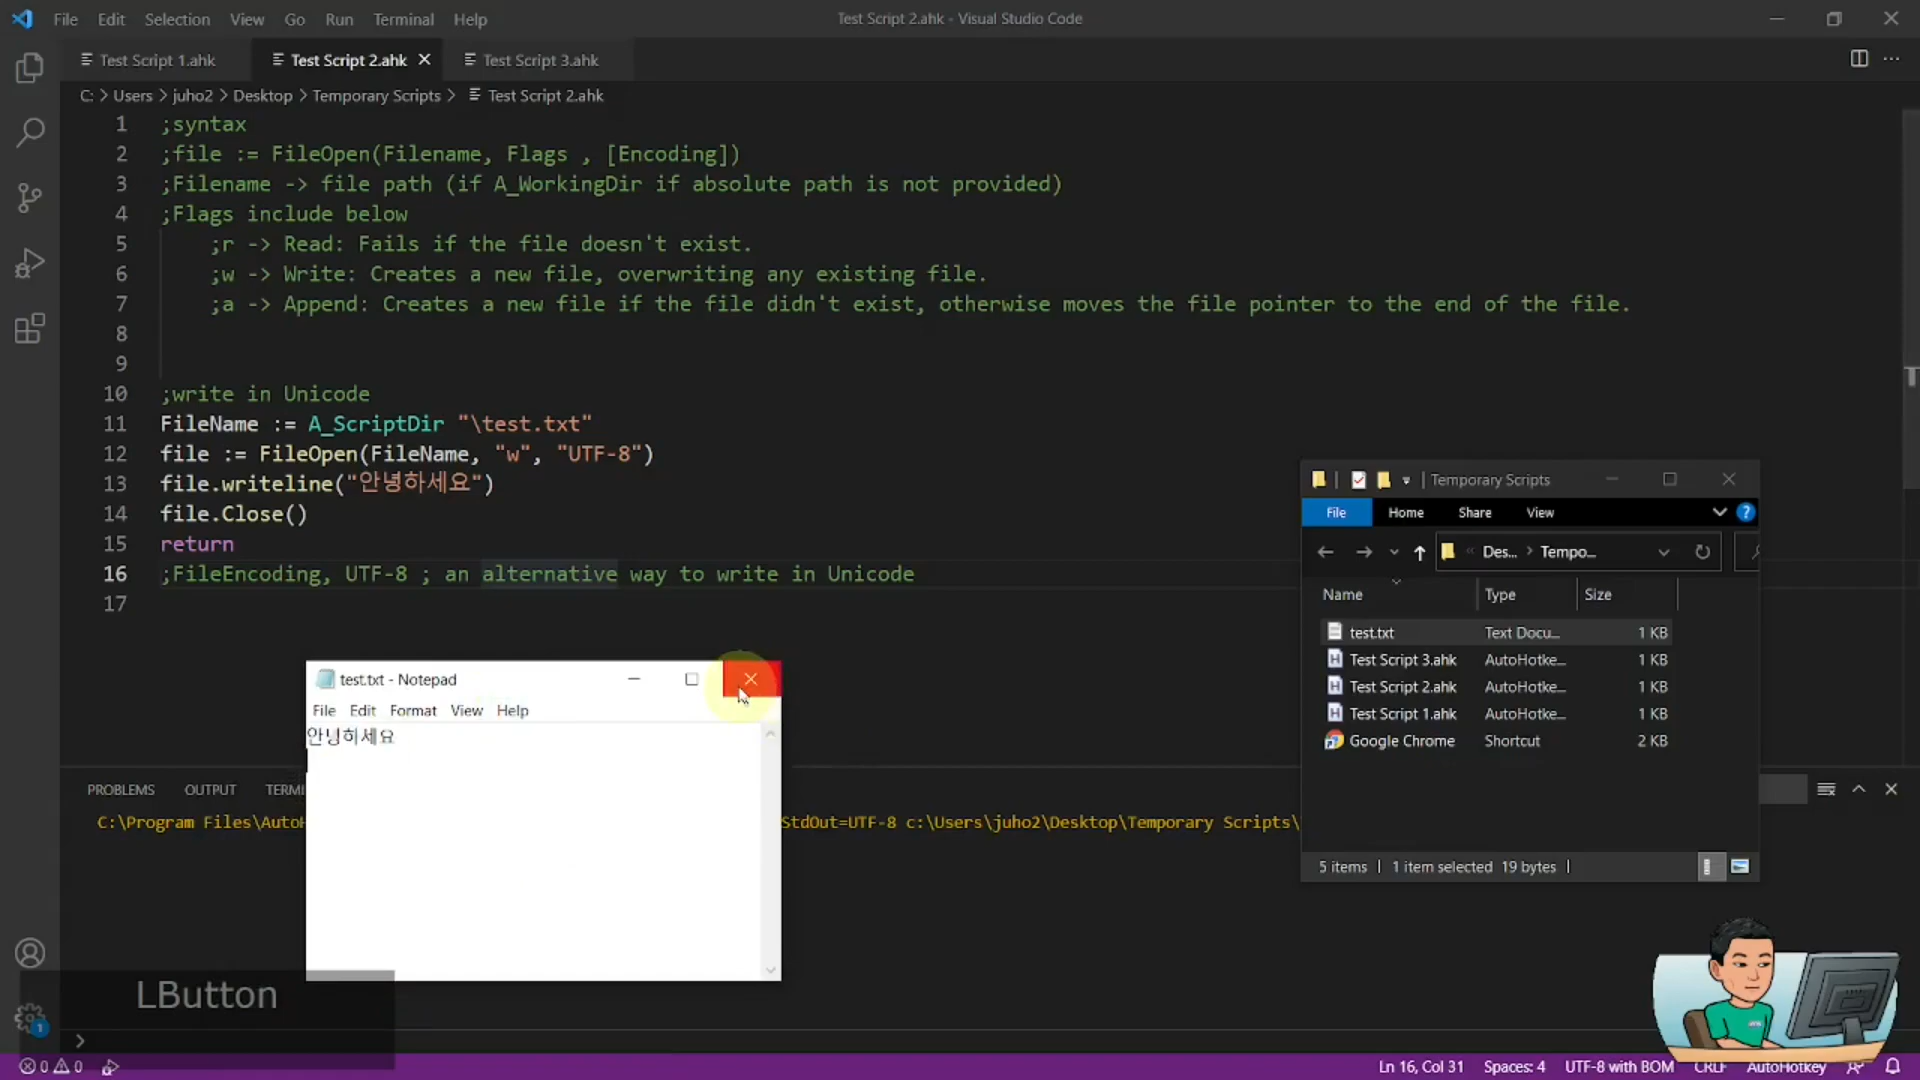 File Edit Selection View Go Run Terminal Help
Test Script 2.ahk - Visual Studio Code
Test Script 1.ahk
Test Script 2.ahk
Test Script 3.ahk
C: > Users > juho2 > Desktop > Temporary Scripts > Test Script 2.ahk
1 ;syntax
2 ;file := FileOpen(Filename, Flags , [Encoding])
3 ;Filename -> file path (if A_WorkingDir if absolute path is not provided)
4 ;Flags include below
5 ;r -> Read: Fails if the file doesn't exist.
6 ;w -> Write: Creates a new file, overwriting any existing file.
7 ;a -> Append: Creates a new file if the file didn't exist, otherwise moves the file pointer to the end of the file.
8
9
10 ;write in Unicode
11 FileName := A_ScriptDir "\test.txt"
12 file := FileOpen(FileName, "w", "UTF-8")
13 file.writeline("안녕하세요")
14 file.Close()
15 return
16 ;FileEncoding, UTF-8 ; an alternative way to write in Unicode
17
Temporary Scripts
File Home Share View
Des... > Tempo...
Name Type Size
test.txt Text Docu... 1 KB
Test Script 3.ahk AutoHotke... 1 KB
Test Script 2.ahk AutoHotke... 1 KB
Test Script 1.ahk AutoHotke... 1 KB
Google Chrome Shortcut 2 KB
5 items 1 item selected 19 bytes
test.txt - Notepad
File Edit Format View Help
안녕하세요
PROBLEMS OUTPUT TERMI
C:\Program Files\AutoH
StdOut=UTF-8 c:\Users\juho2\Desktop\Temporary Scripts\
LButton
1
0 0
Ln 16, Col 31 Spaces: 4 UTF-8 with BOM CRLF AutoHotkey